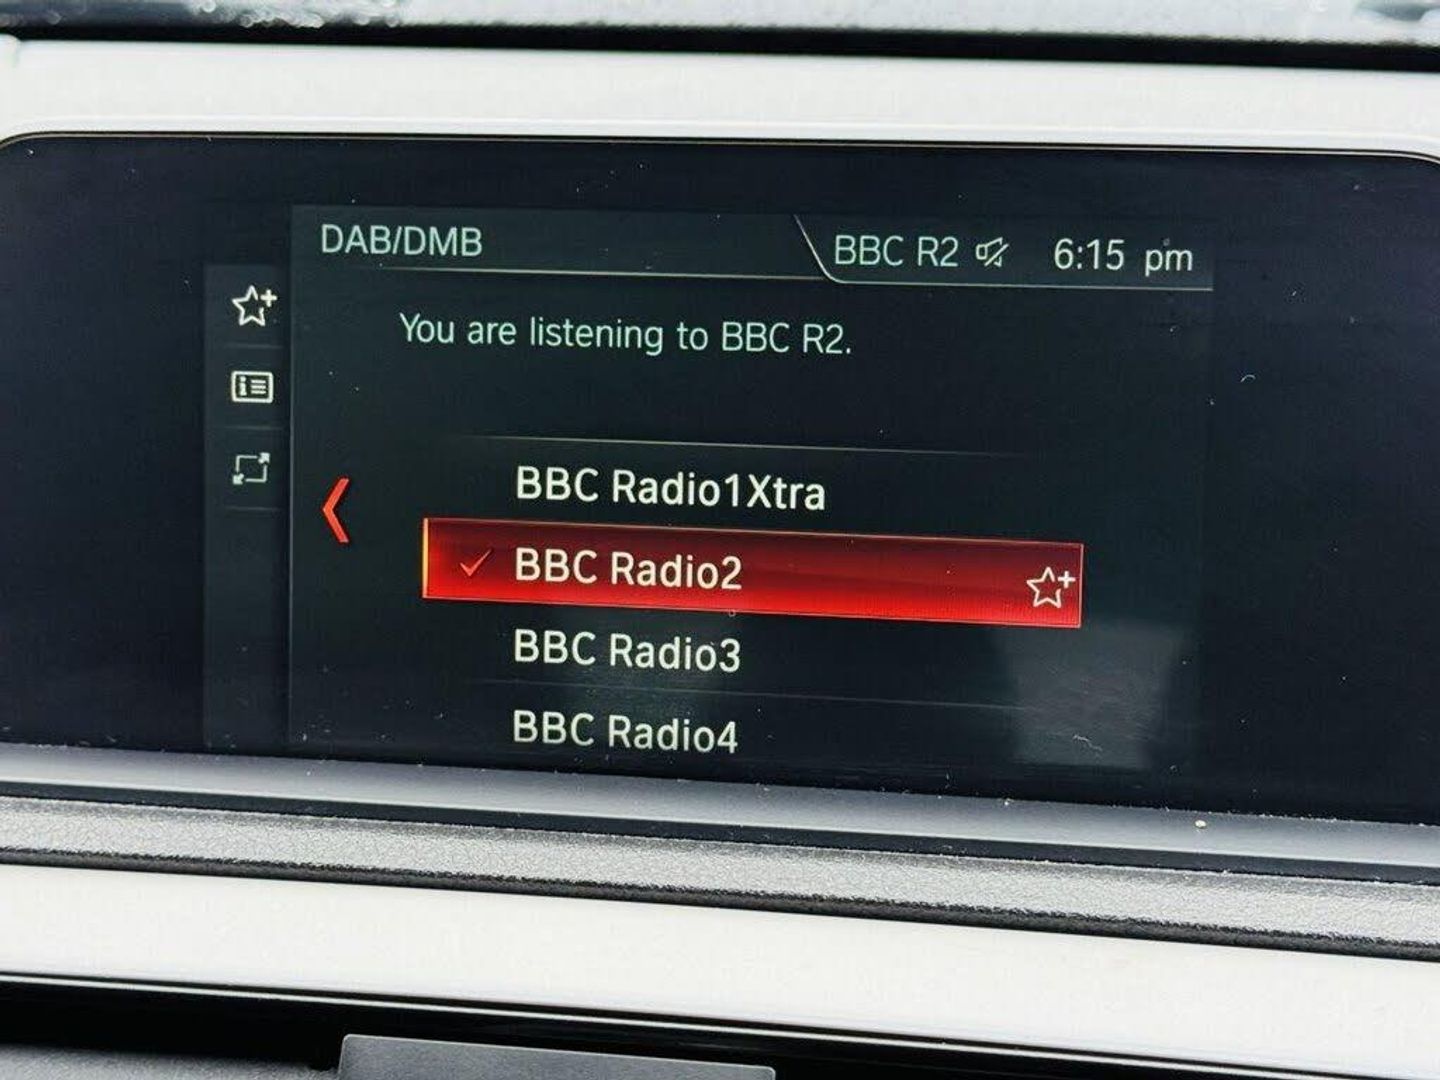 DAB/DMB
BBC R2 6:15 pm
You are listening to BBC R2.
BBC Radio1Xtra
BBC Radio2
BBC Radio3
BBC Radio4